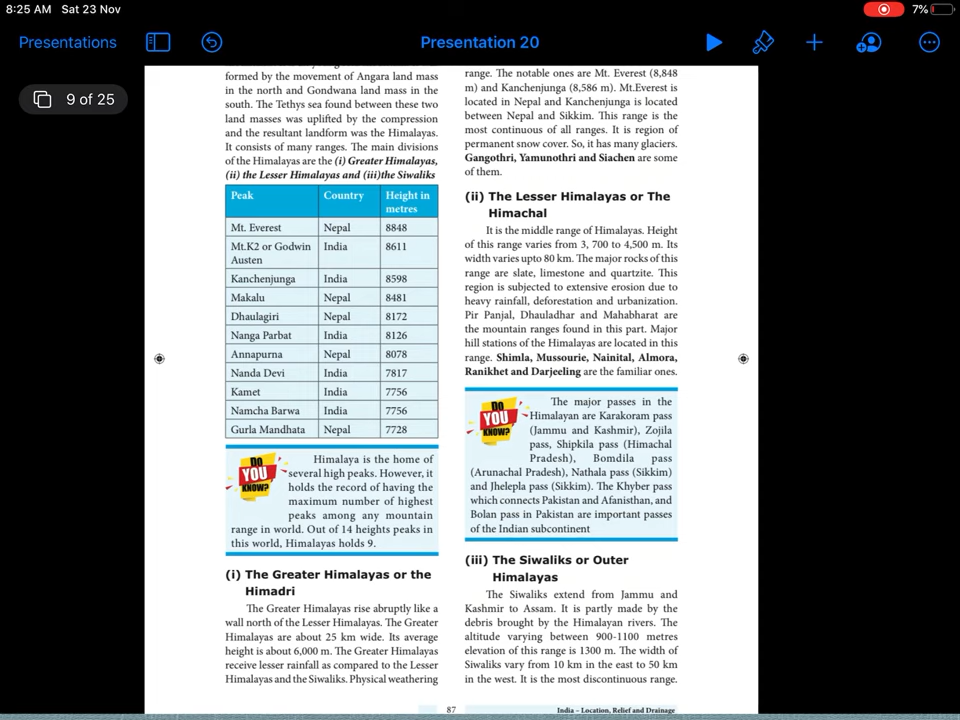 8:25 AM Sat 23 Nov
7%
Presentations
Presentation 20
9 of 25
formed by the movement of Angara land mass
in the north and Gondwana land mass in the
south. The Tethys sea found between these two
land masses was uplifted by the compression
and the resultant landform was the Himalayas.
It consists of many ranges. The main divisions
of the Himalayas are the (i) Greater Himalayas,
(ii) the Lesser Himalayas and (iii)the Siwaliks
Peak Country Height in
metres
Mt. Everest Nepal 8848
Mt.K2 or Godwin India 8611
Austen
Kanchenjunga India 8598
Makalu Nepal 8481
Dhaulagiri Nepal 8172
Nanga Parbat India 8126
Annapurna Nepal 8078
Nanda Devi India 7817
Kamet India 7756
Namcha Barwa India 7756
Gurla Mandhata Nepal 7728
DO
YOU
KNOW?
Himalaya is the home of
several high peaks. However, it
holds the record of having the
maximum number of highest
peaks among any mountain
range in world. Out of 14 heights peaks in
this world, Himalayas holds 9.
(i) The Greater Himalayas or the
Himadri
The Greater Himalayas rise abruptly like a
wall north of the Lesser Himalayas. The Greater
Himalayas are about 25 km wide. Its average
height is about 6,000 m. The Greater Himalayas
receive lesser rainfall as compared to the Lesser
Himalayas and the Siwaliks. Physical weathering
range. The notable ones are Mt. Everest (8,848
m) and Kanchenjunga (8,586 m). Mt.Everest is
located in Nepal and Kanchenjunga is located
between Nepal and Sikkim. This range is the
most continuous of all ranges. It is region of
permanent snow cover. So, it has many glaciers.
Gangothri, Yamunothri and Siachen are some
of them.
(ii) The Lesser Himalayas or The
Himachal
It is the middle range of Himalayas. Height
of this range varies from 3, 700 to 4,500 m. Its
width varies upto 80 km. The major rocks of this
range are slate, limestone and quartzite. This
region is subjected to extensive erosion due to
heavy rainfall, deforestation and urbanization.
Pir Panjal, Dhauladhar and Mahabharat are
the mountain ranges found in this part. Major
hill stations of the Himalayas are located in this
range. Shimla, Mussourie, Nainital, Almora,
Ranikhet and Darjeeling are the familiar ones.
DO
YOU
KNOW?
The major passes in the
Himalayan are Karakoram pass
(Jammu and Kashmir), Zojila
pass, Shipkila pass (Himachal
Pradesh), Bomdila pass
(Arunachal Pradesh), Nathala pass (Sikkim)
and Jhelepla pass (Sikkim). The Khyber pass
which connects Pakistan and Afanisthan, and
Bolan pass in Pakistan are important passes
of the Indian subcontinent
(iii) The Siwaliks or Outer
Himalayas
The Siwaliks extend from Jammu and
Kashmir to Assam. It is partly made by the
debris brought by the Himalayan rivers. The
altitude varying between 900-1100 metres
elevation of this range is 1300 m. The width of
Siwaliks vary from 10 km in the east to 50 km
in the west. It is the most discontinuous range.
87 India – Location, Relief and Drainage